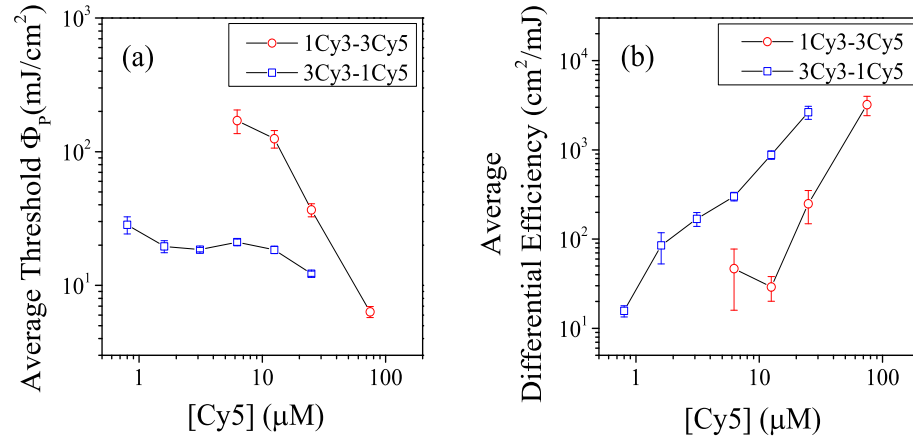 (a)
1Cy3-3Cy5
3Cy3-1Cy5
10³
10²
10¹
Average Threshold Φ_P(mJ/cm²)
1
10
100
[Cy5] (μM)
(b)
1Cy3-3Cy5
3Cy3-1Cy5
10⁴
10³
10²
10¹
Average
Differential Efficiency (cm²/mJ)
1
10
100
[Cy5] (μM)